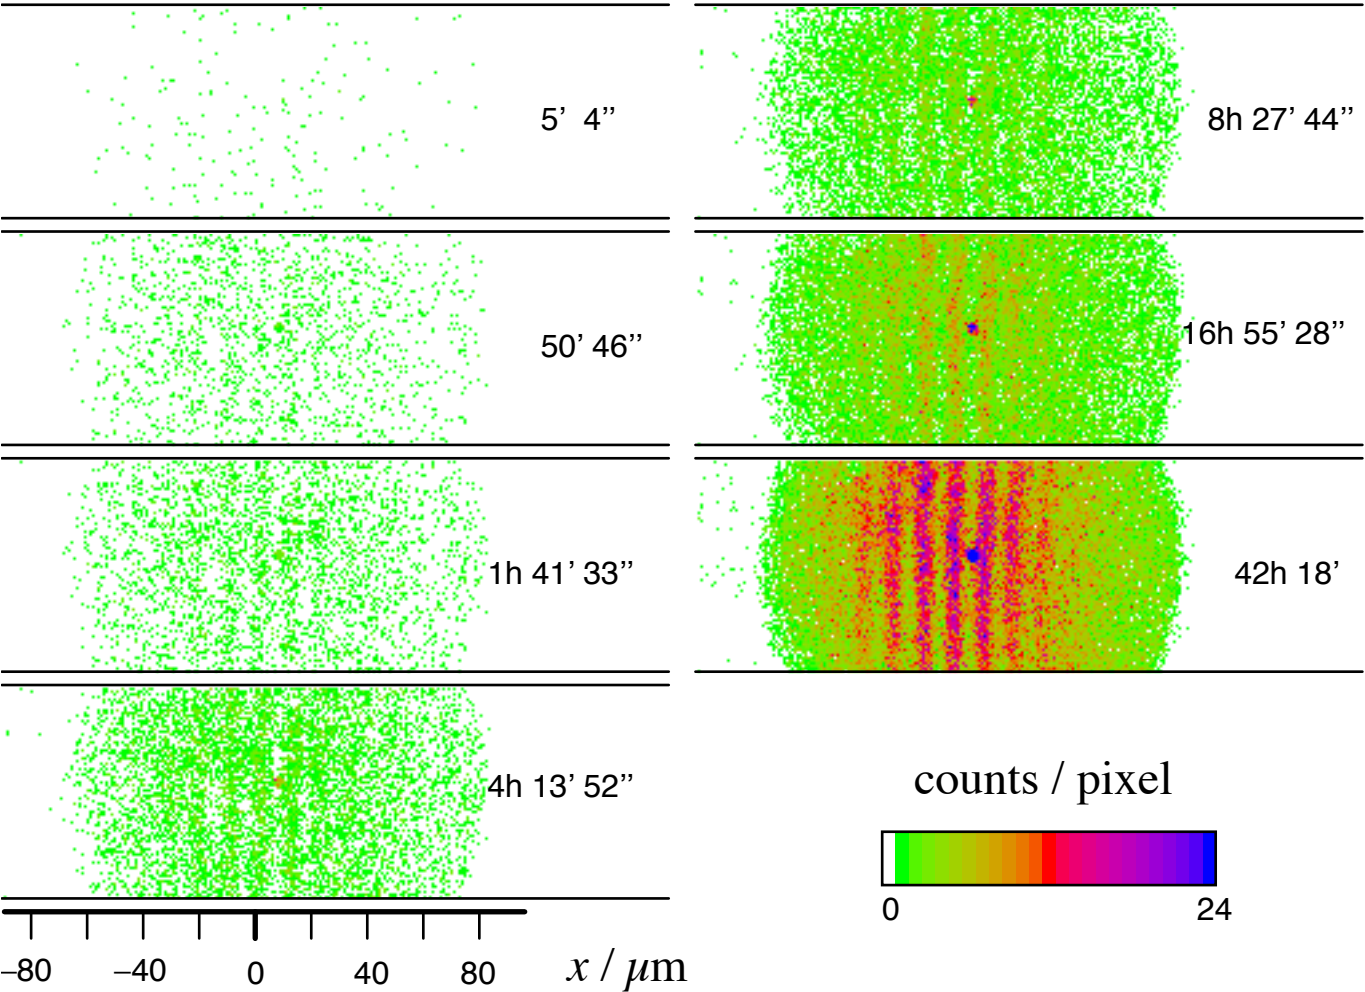 5’ 4’’
50’ 46’’
1h 41’ 33’’
4h 13’ 52’’
–80 –40 0 40 80 x / μm
8h 27’ 44’’
16h 55’ 28’’
42h 18’
counts / pixel
0 24